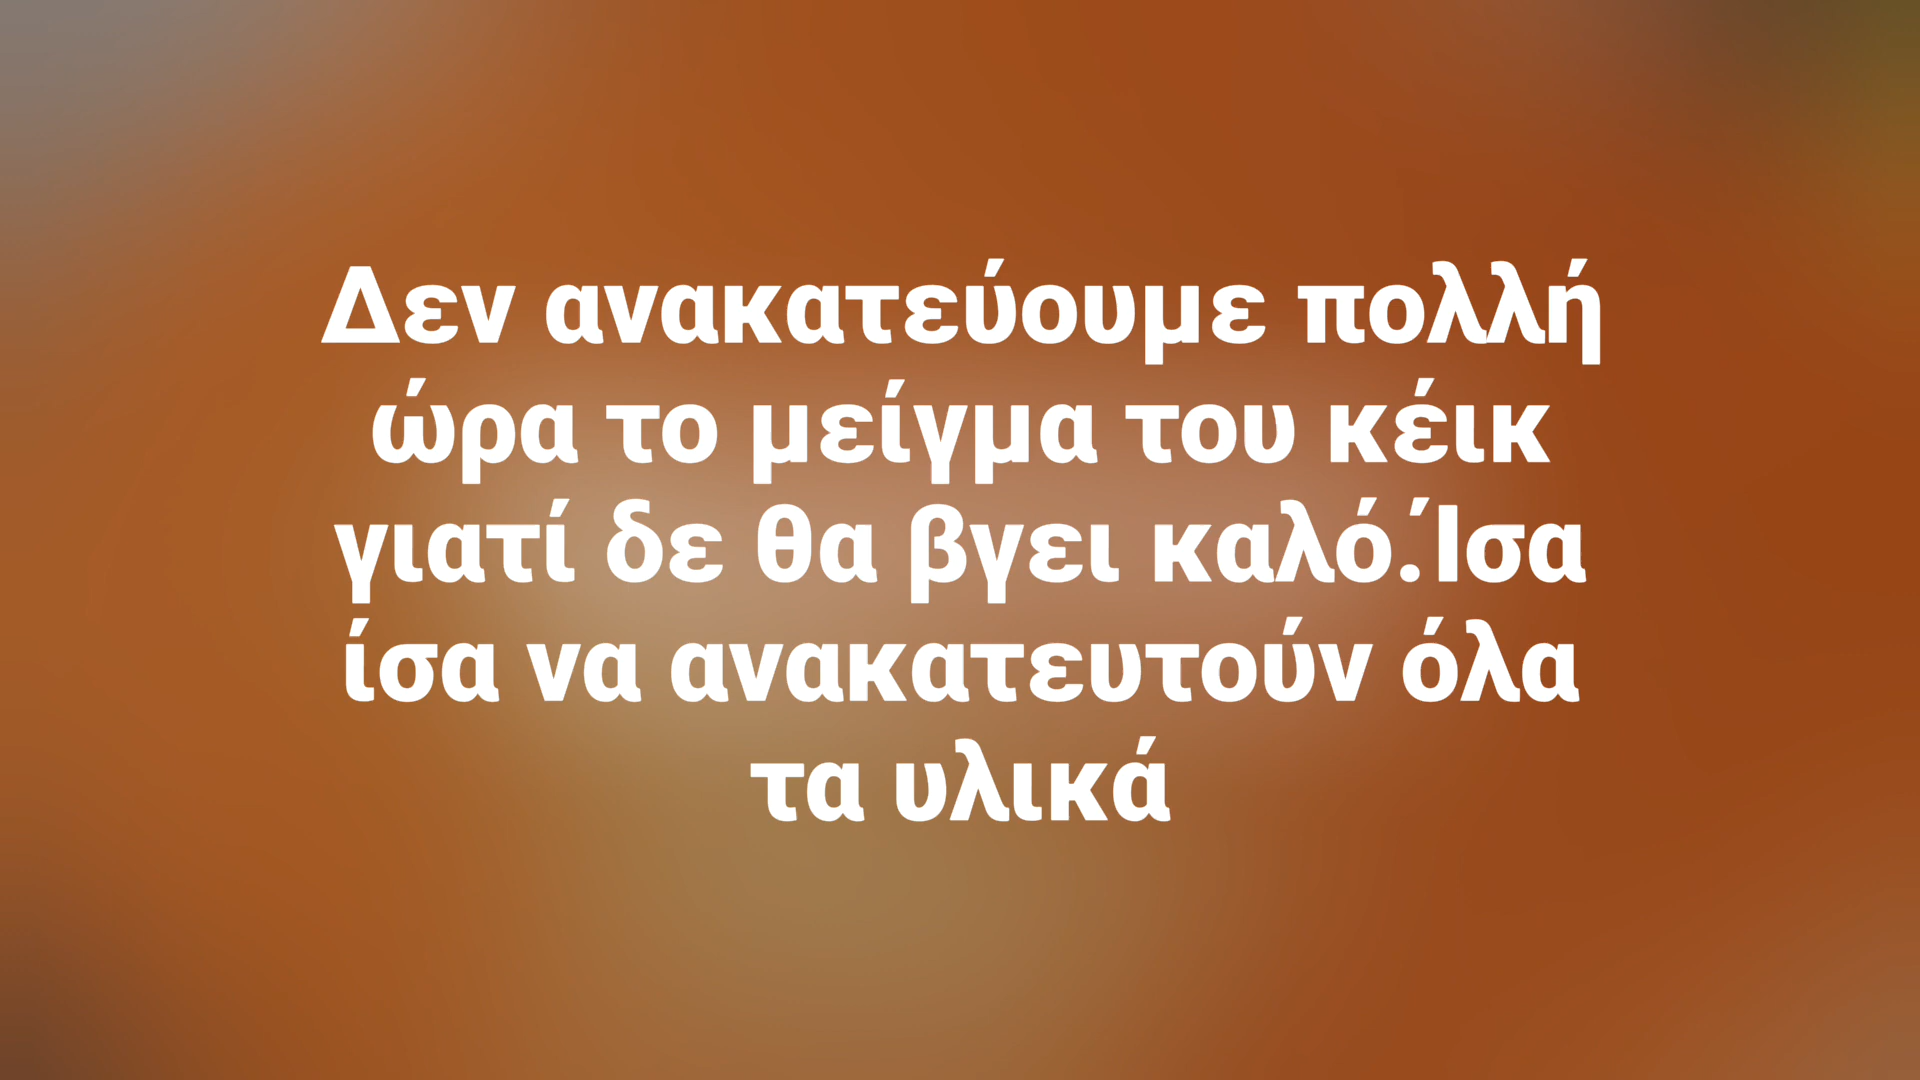 Δεν ανακατεύουμε πολλή
ώρα το μείγμα του κέικ
γιατί δε θα βγει καλό.Ίσα
ίσα να ανακατευτούν όλα
τα υλικά